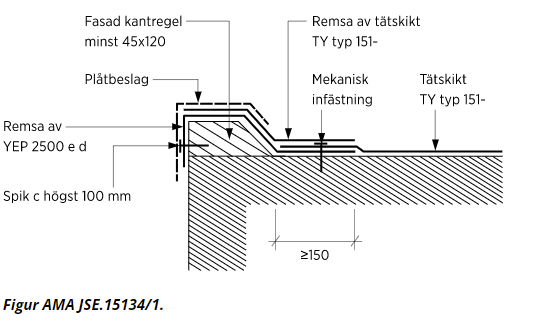 Fasad kantregel
minst 45x120
Remsa av tätskikt
TY typ 151-
Plåtbeslag
Mekanisk
infästning
Tätskikt
TY typ 151-
Remsa av
YEP 2500 e d
Spik c högst 100 mm
≥150
Figur AMA JSE.15134/1.